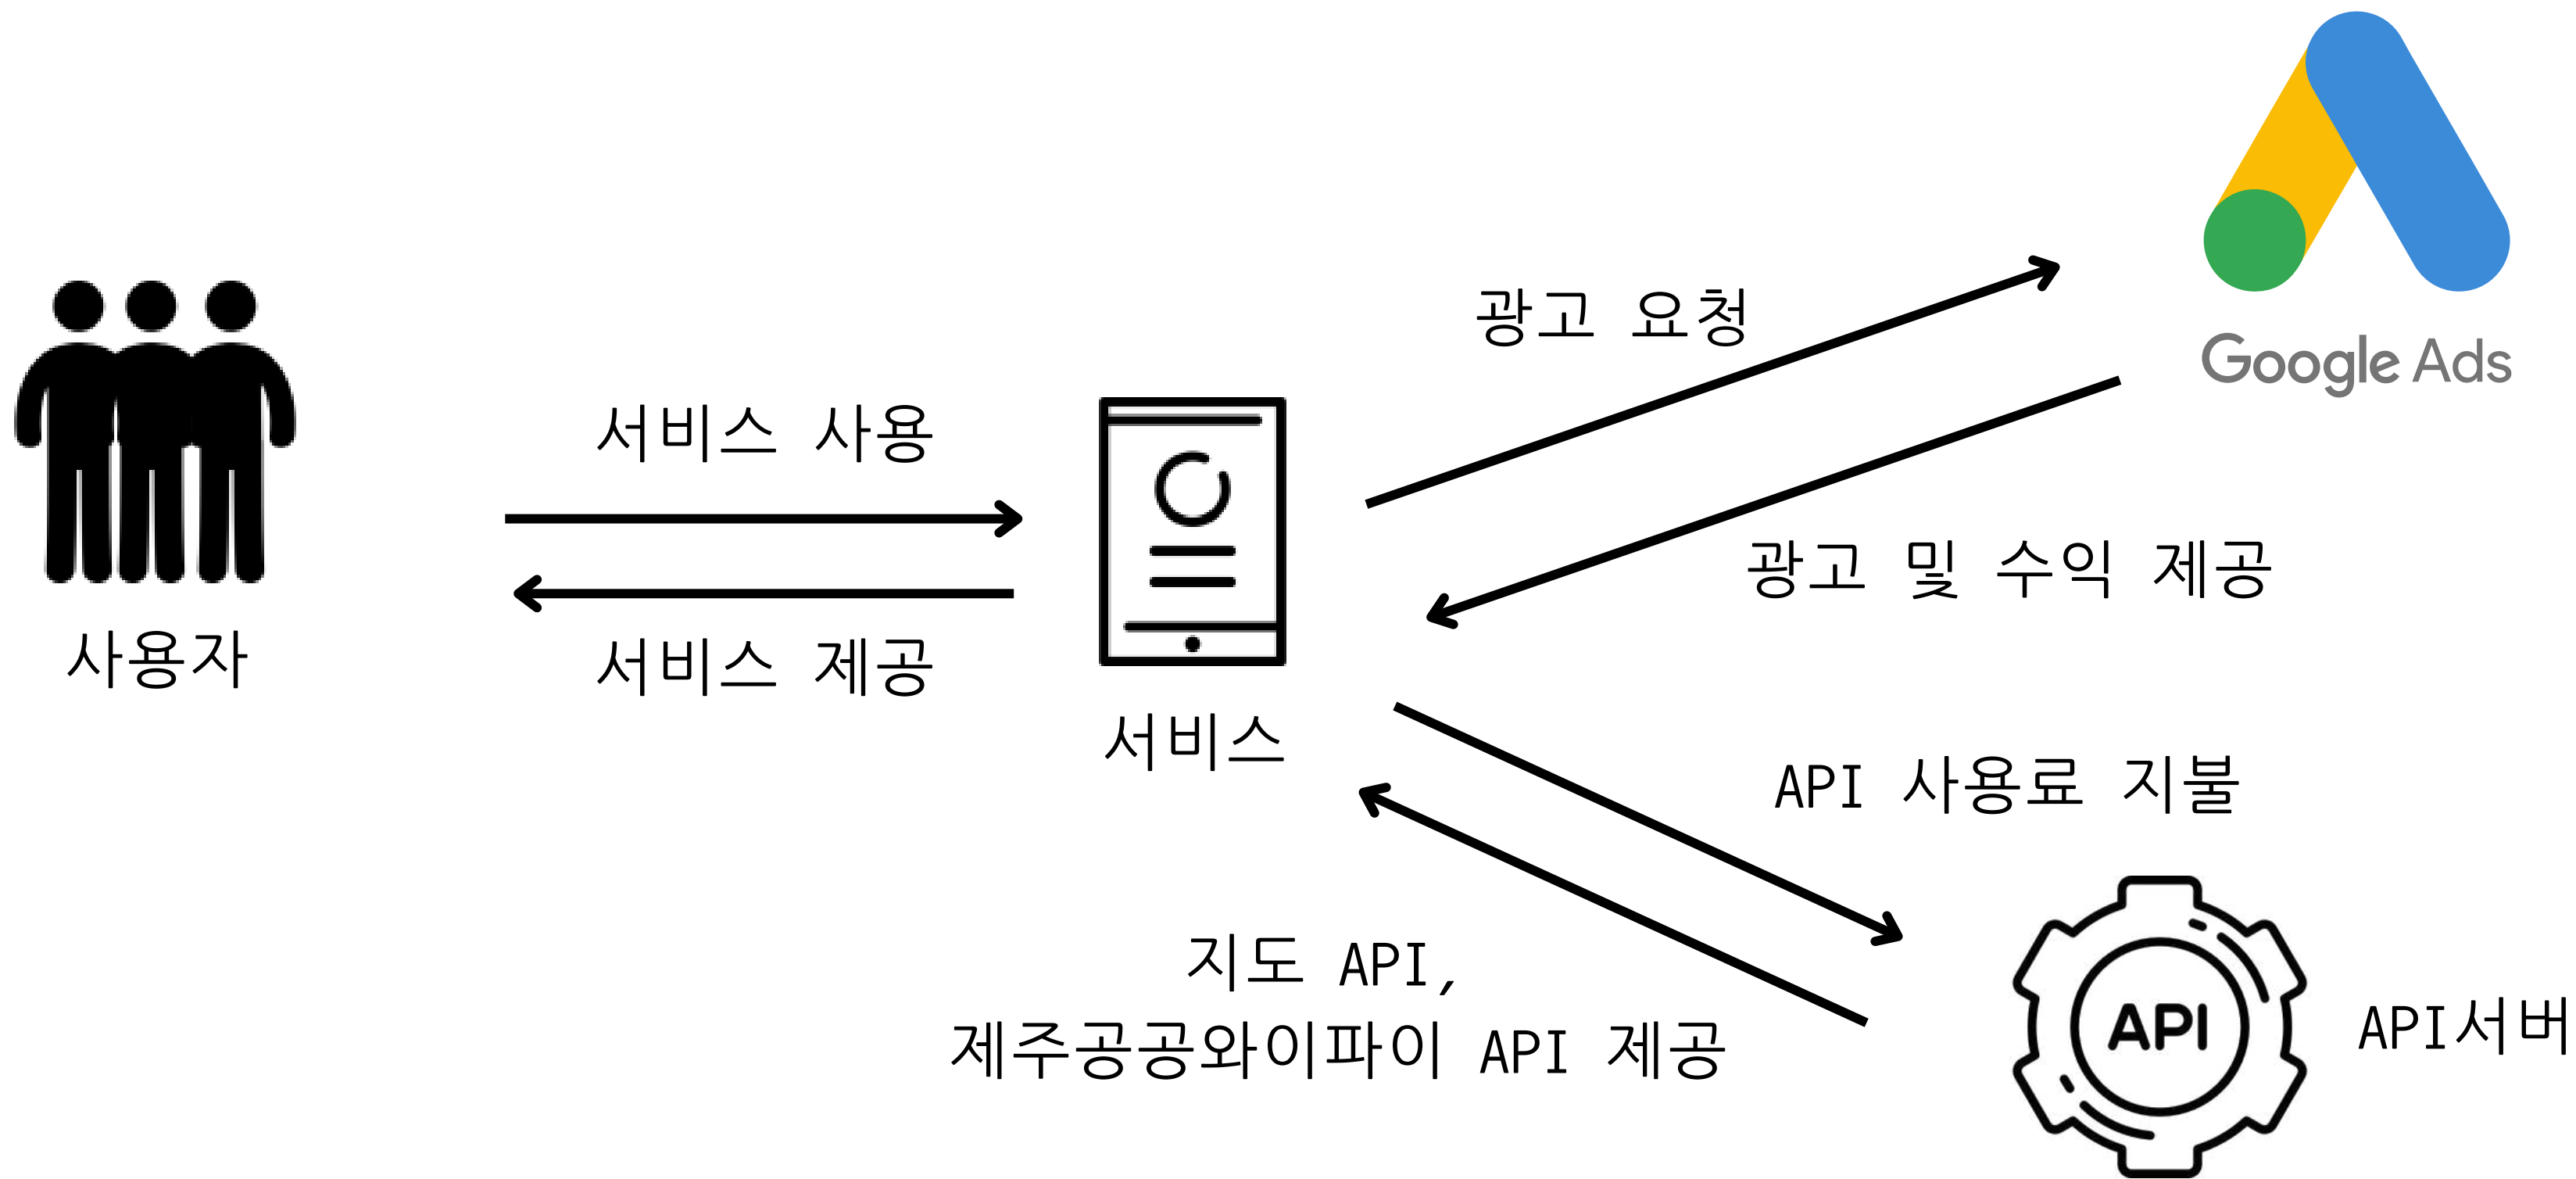 사용자
서비스 사용
서비스 제공
서비스
광고 요청
Google Ads
광고 및 수익 제공
API 사용료 지불
지도 API,
제주공공와이파이 API 제공
API
API서버